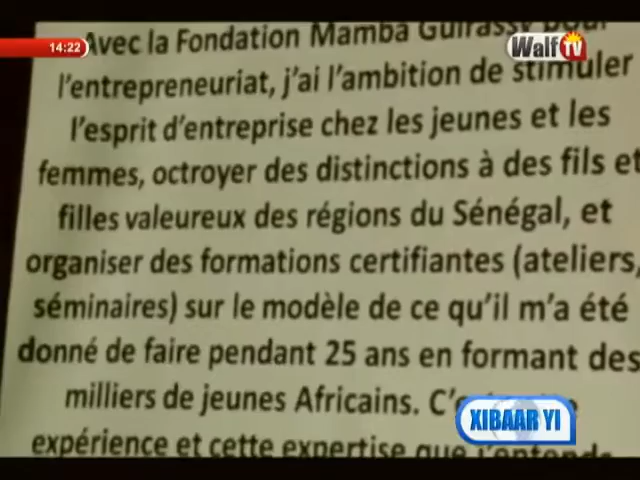 14:22
Walf TV
Avec la Fondation Mamba Guirassy pour
l'entrepreneuriat, j'ai l'ambition de stimuler
l'esprit d'entreprise chez les jeunes et les
femmes, octroyer des distinctions à des fils et
filles valeureux des régions du Sénégal, et
organiser des formations certifiantes (ateliers,
séminaires) sur le modèle de ce qu'il m'a été
donné de faire pendant 25 ans en formant des
milliers de jeunes Africains.
expérience et cette expertise que j'entends
XIBAAR YI